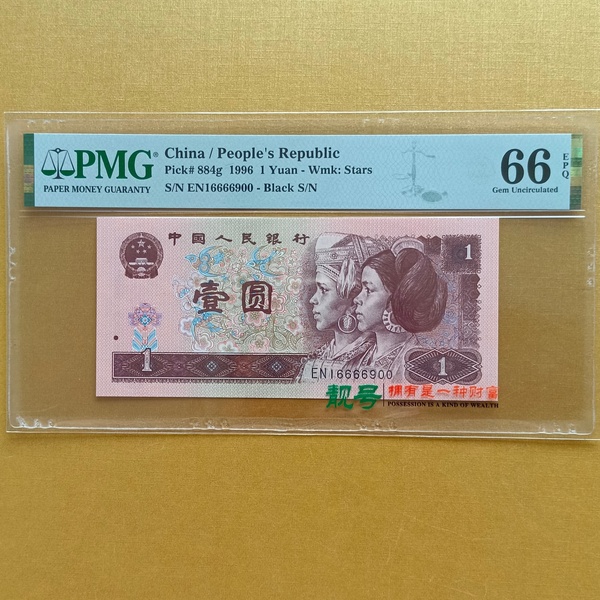 PMG
PAPER MONEY GUARANTY
China / People's Republic
Pick# 884g 1996 1 Yuan - Wmk: Stars
S/N EN16666900 - Black S/N
66 EPQ
Gem Uncirculated
中国人民银行
1
壹圆
1
EN16666900
1
靓号
拥有是一种财富
POSSESSION IS A KIND OF WEALTH